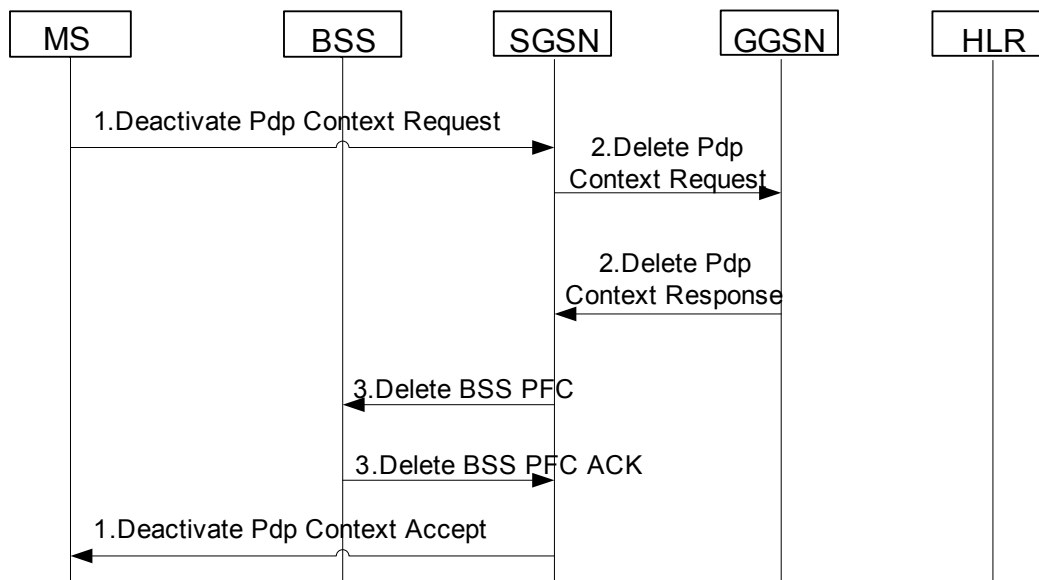 MS
BSS
SGSN
GGSN
HLR
1.Deactivate Pdp Context Request
2.Delete Pdp
Context Request
2.Delete Pdp
Context Response
3.Delete BSS PFC
3.Delete BSS PFC ACK
1.Deactivate Pdp Context Accept